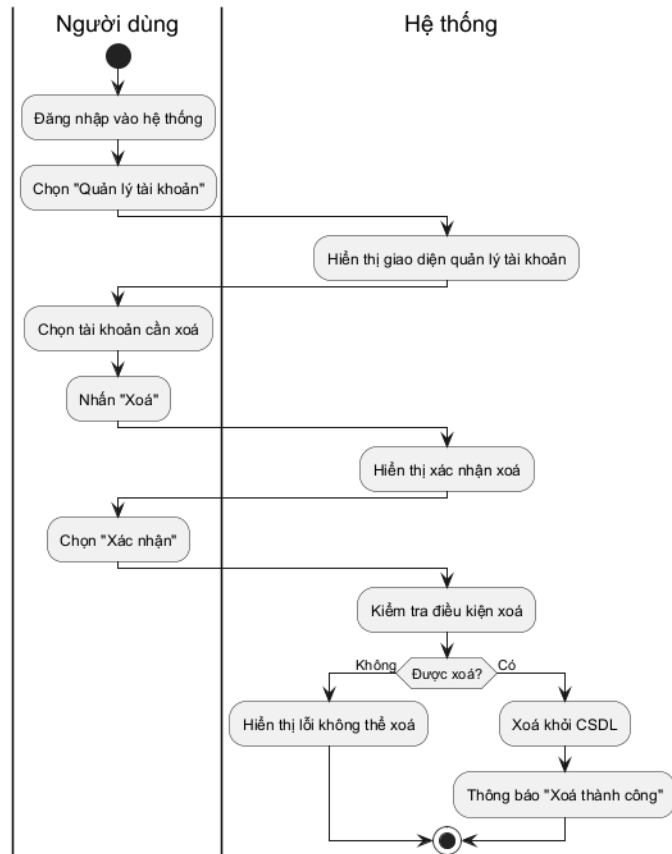 Người dùng
Hệ thống
Đăng nhập vào hệ thống
Chọn "Quản lý tài khoản"
Hiển thị giao diện quản lý tài khoản
Chọn tài khoản cần xoá
Nhấn "Xoá"
Hiển thị xác nhận xoá
Chọn "Xác nhận"
Kiểm tra điều kiện xoá
Không
Được xoá?
Có
Hiển thị lỗi không thể xoá
Xoá khỏi CSDL
Thông báo "Xoá thành công"